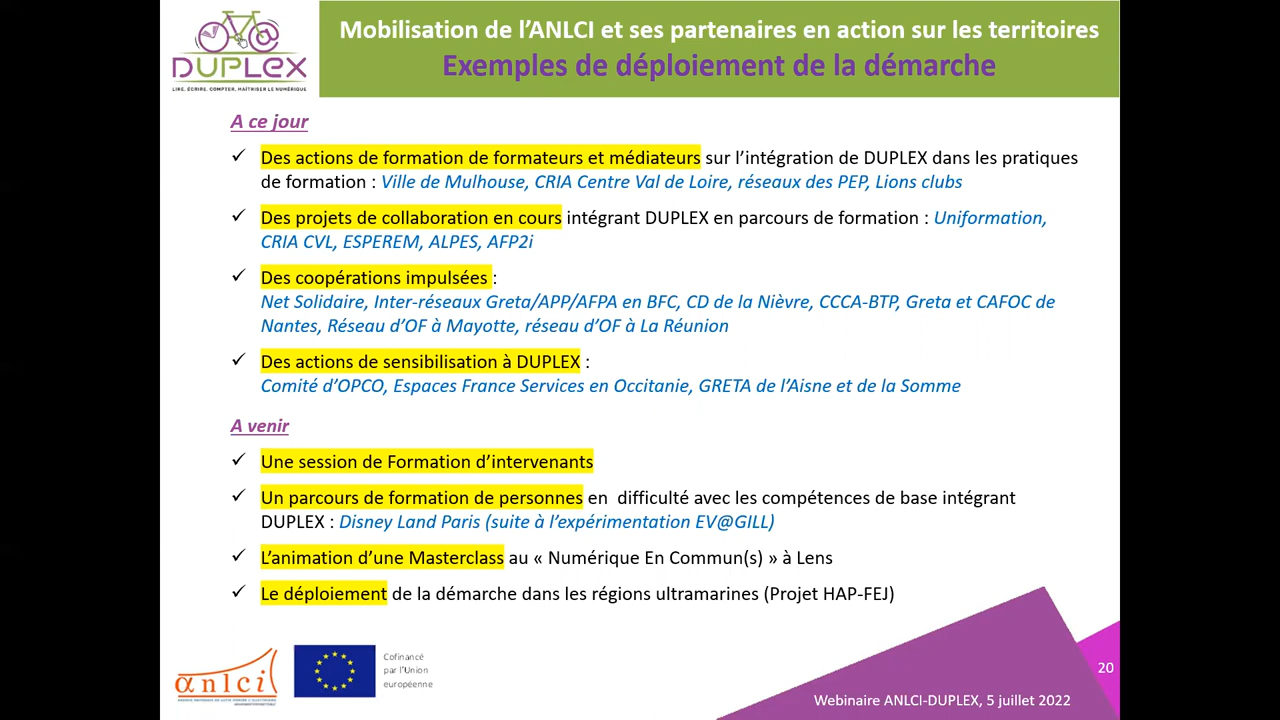 Mobilisation de l'ANLCI et ses partenaires en action sur les territoires
Exemples de déploiement de la démarche
DUPLEX
LIRE, ÉCRIRE, COMPTER, MAÎTRISER LE NUMÉRIQUE
A ce jour
✓ Des actions de formation de formateurs et médiateurs sur l'intégration de DUPLEX dans les pratiques
de formation : Ville de Mulhouse, CRIA Centre Val de Loire, réseaux des PEP, Lions clubs
✓ Des projets de collaboration en cours intégrant DUPLEX en parcours de formation : Uniformation,
CRIA CVL, ESPEREM, ALPES, AFP2i
✓ Des coopérations impulsées :
Net Solidaire, Inter-réseaux Greta/APP/AFPA en BFC, CD de la Nièvre, CCCA-BTP, Greta et CAFOC de
Nantes, Réseau d'OF à Mayotte, réseau d'OF à La Réunion
✓ Des actions de sensibilisation à DUPLEX :
Comité d'OPCO, Espaces France Services en Occitanie, GRETA de l'Aisne et de la Somme
A venir
✓ Une session de Formation d'intervenants
✓ Un parcours de formation de personnes en difficulté avec les compétences de base intégrant
DUPLEX : Disney Land Paris (suite à l'expérimentation EV@GILL)
✓ L'animation d'une Masterclass au « Numérique En Commun(s) » à Lens
✓ Le déploiement de la démarche dans les régions ultramarines (Projet HAP-FEJ)
anlci
Cofinancé
par l'Union
européenne
20
Webinaire ANLCI-DUPLEX, 5 juillet 2022